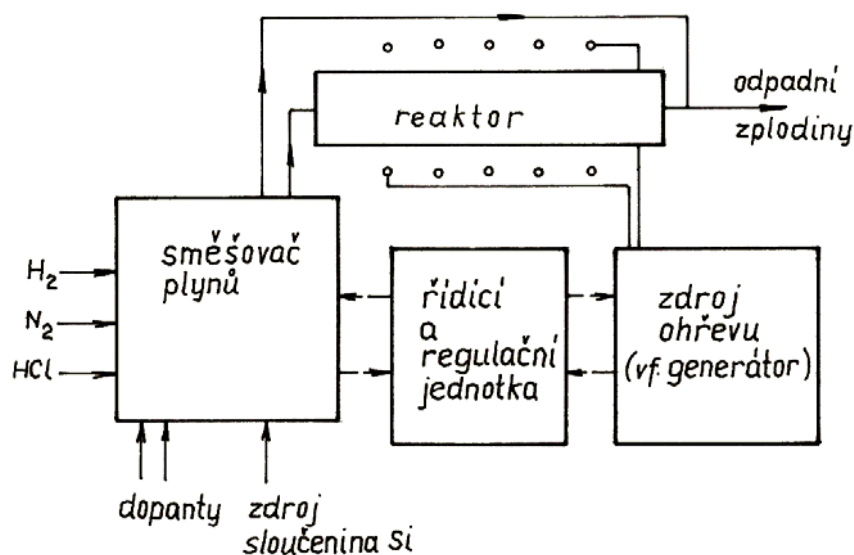 odpadní
zplodiny
reaktor
směšovač
plynů
H2
N2
HCl
řídicí
a
regulační
jednotka
zdroj
ohřevu
(vf. generátor)
dopanty
zdroj
sloučenina Si